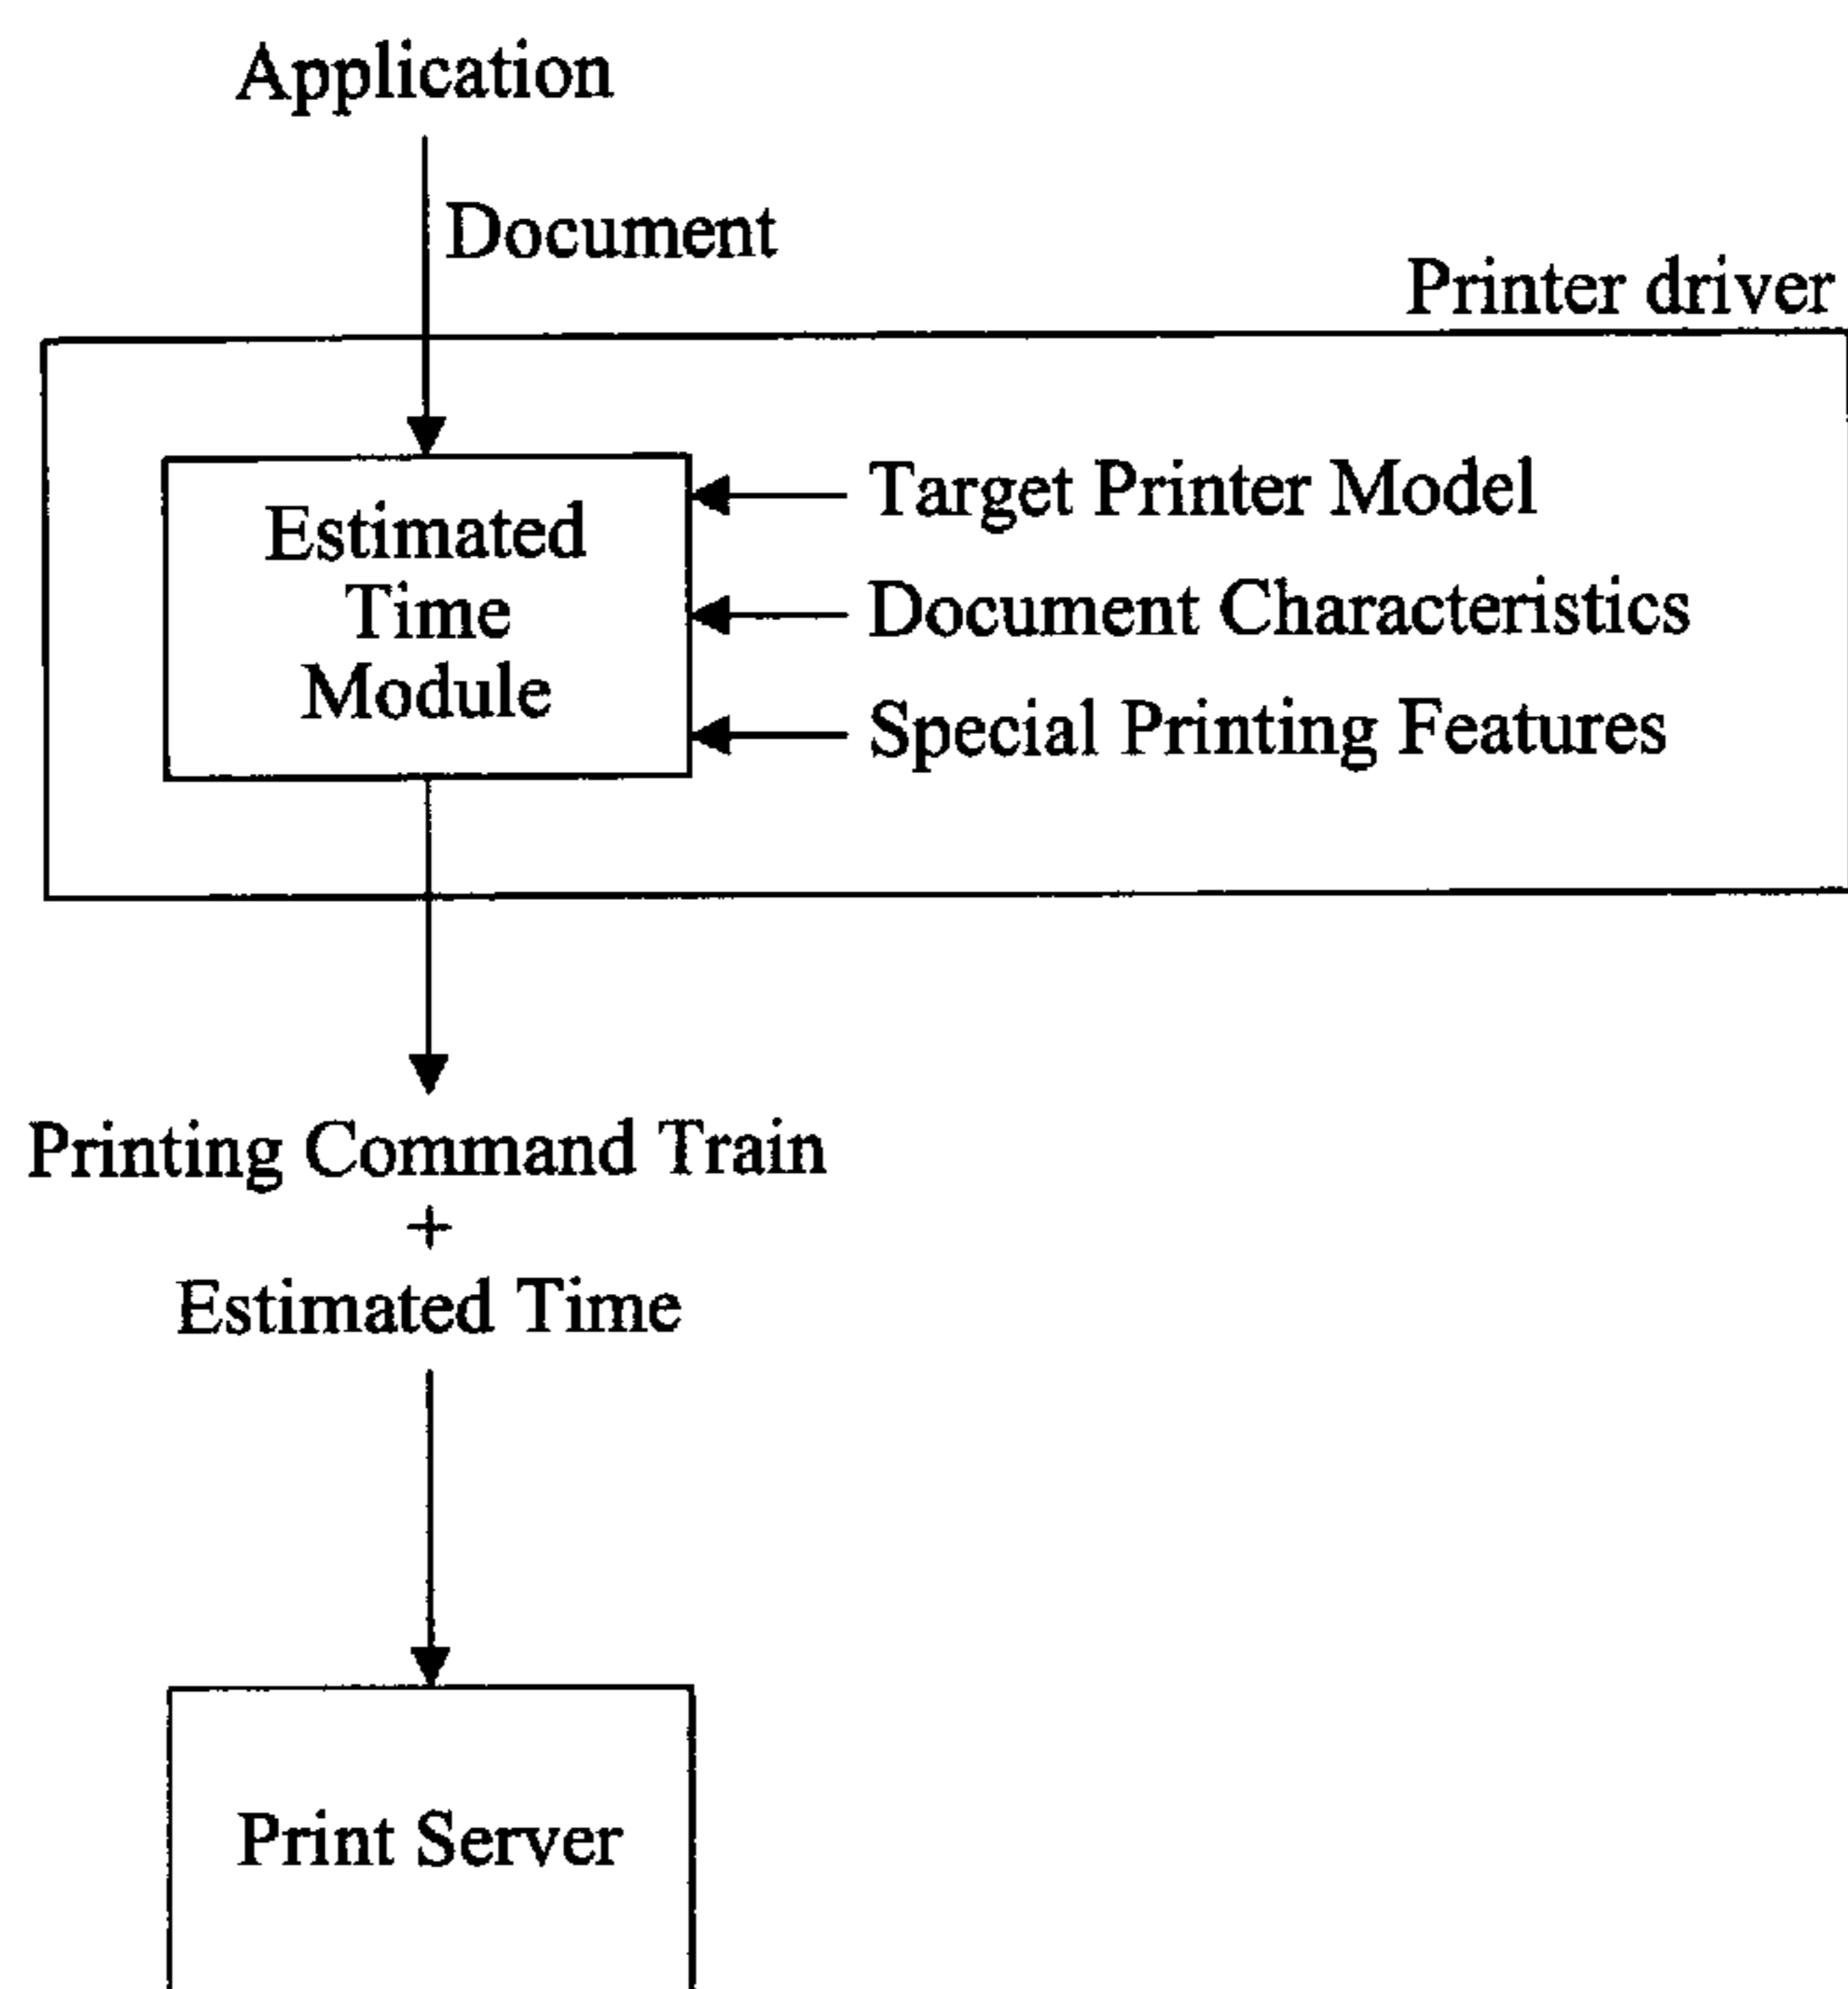 Application
Document
Printer driver
Estimated
Time
Module
Target Printer Model
Document Characteristics
Special Printing Features
Printing Command Train
+
Estimated Time
Print Server